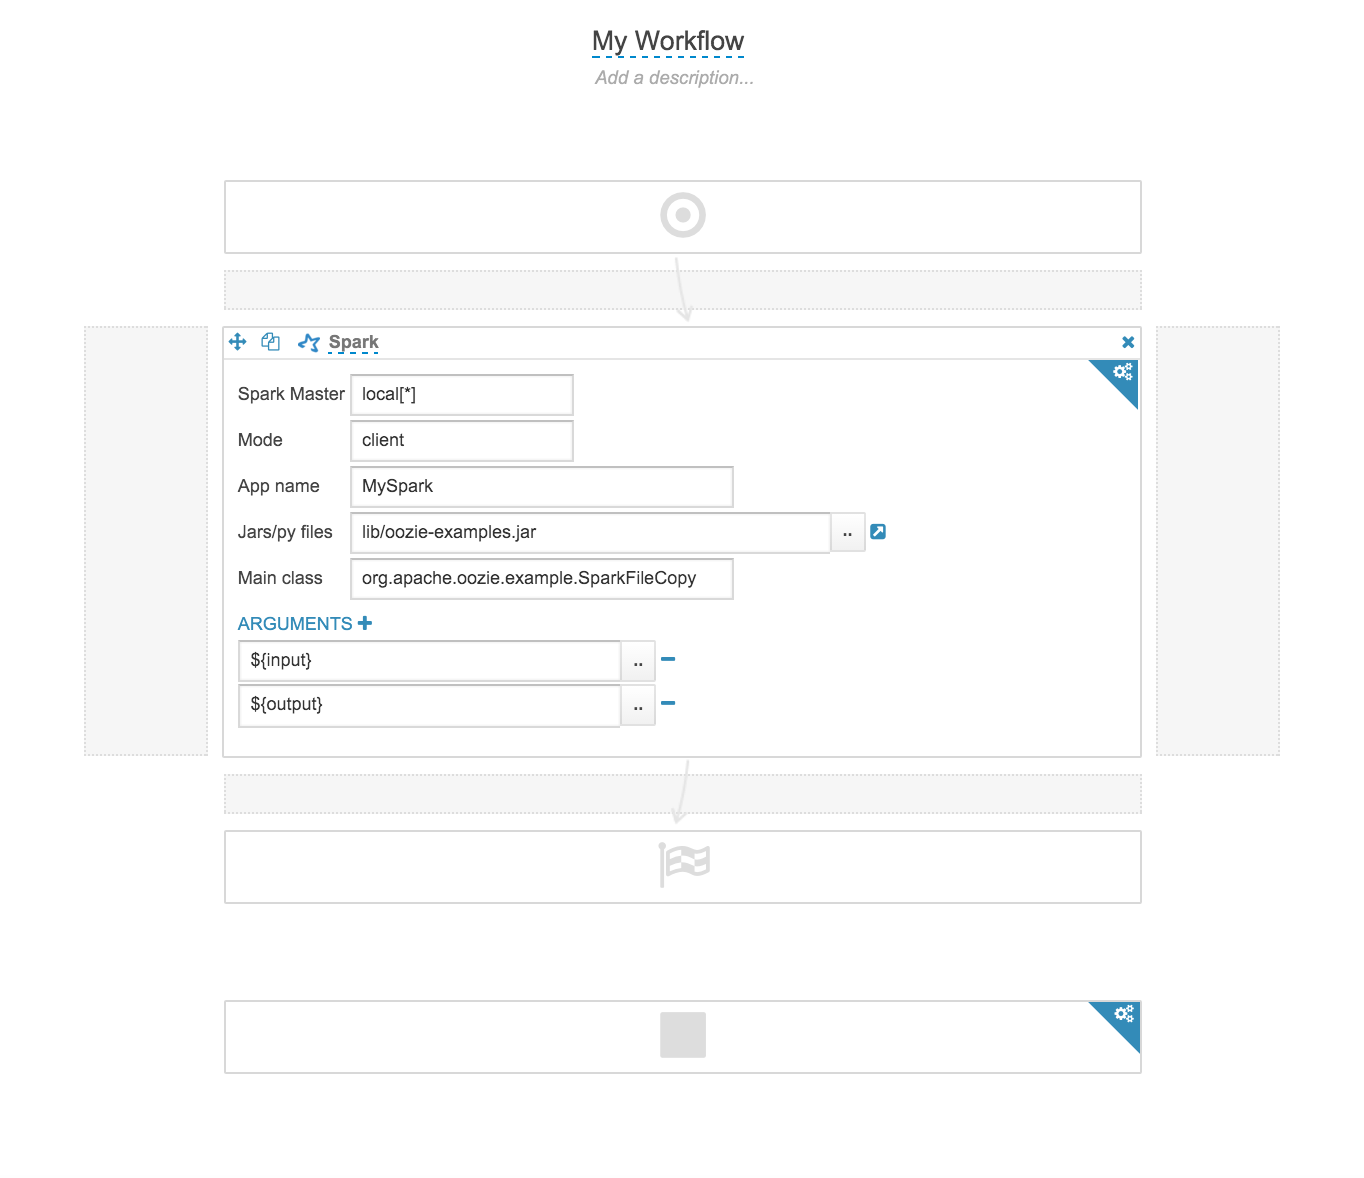 My Workflow
Add a description...
Spark
Spark Master local[*]
Mode client
App name MySpark
Jars/py files lib/oozie-examples.jar ..
Main class org.apache.oozie.example.SparkFileCopy
ARGUMENTS
${input} ..
${output} ..